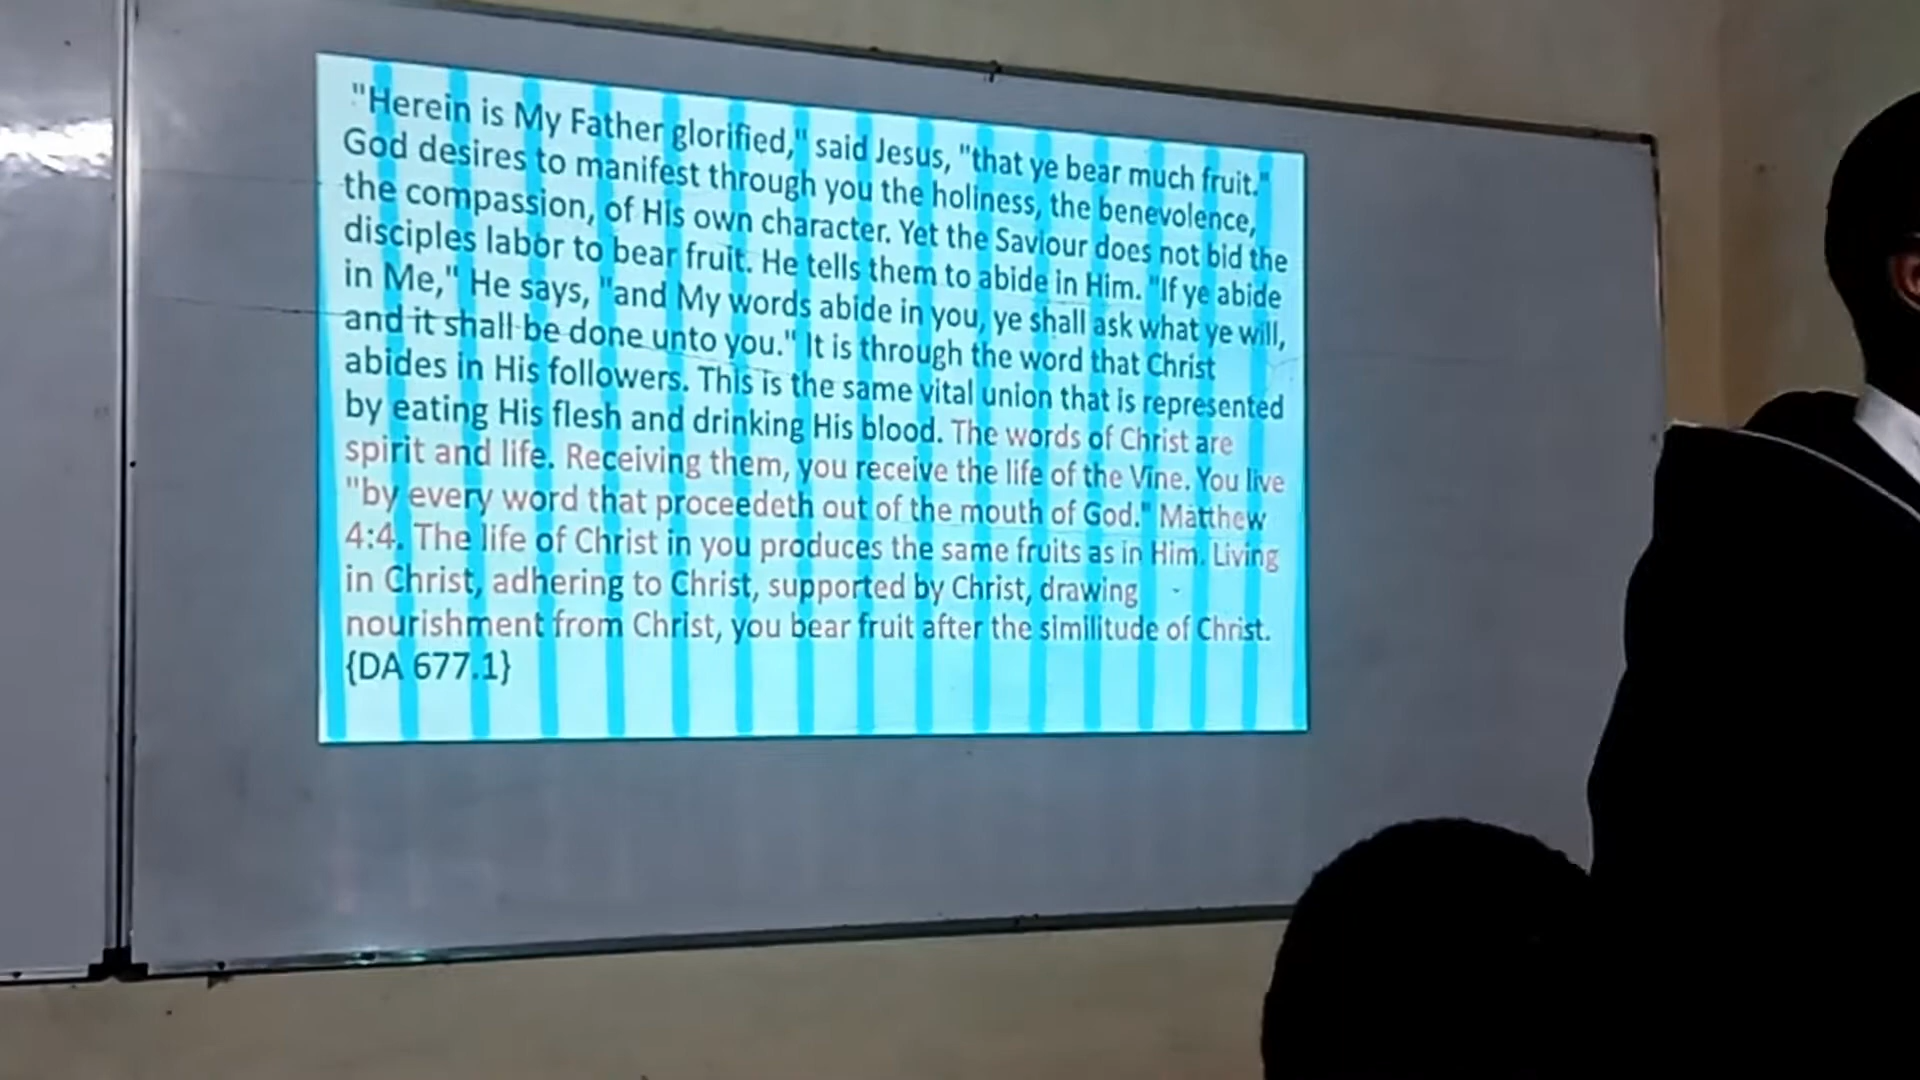 "Herein is My Father glorified," said Jesus, "that ye bear much fruit."
God desires to manifest through you the holiness, the benevolence,
the compassion, of His own character. Yet the Saviour does not bid the
disciples labor to bear fruit. He tells them to abide in Him. "If ye abide
in Me," He says, "and My words abide in you, ye shall ask what ye will,
and it shall be done unto you." It is through the word that Christ
abides in His followers. This is the same vital union that is represented
by eating His flesh and drinking His blood. The words of Christ are
spirit and life. Receiving them, you receive the life of the Vine. You live
"by every word that proceedeth out of the mouth of God." Matthew
4:4. The life of Christ in you produces the same fruits as in Him. Living
in Christ, adhering to Christ, supported by Christ, drawing
nourishment from Christ, you bear fruit after the similitude of Christ.
{DA 677.1}